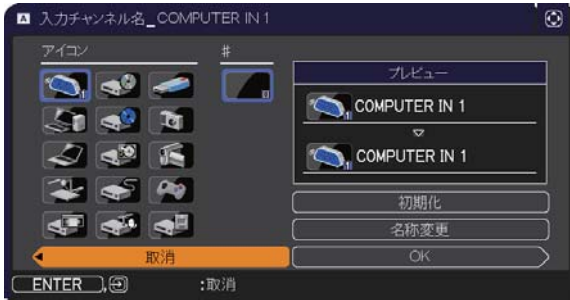 A 入力チャンネル名_COMPUTER IN 1
アイコン
#
プレビュー
COMPUTER IN 1
COMPUTER IN 1
初期化
名称変更
取消
OK
ENTER , :取消